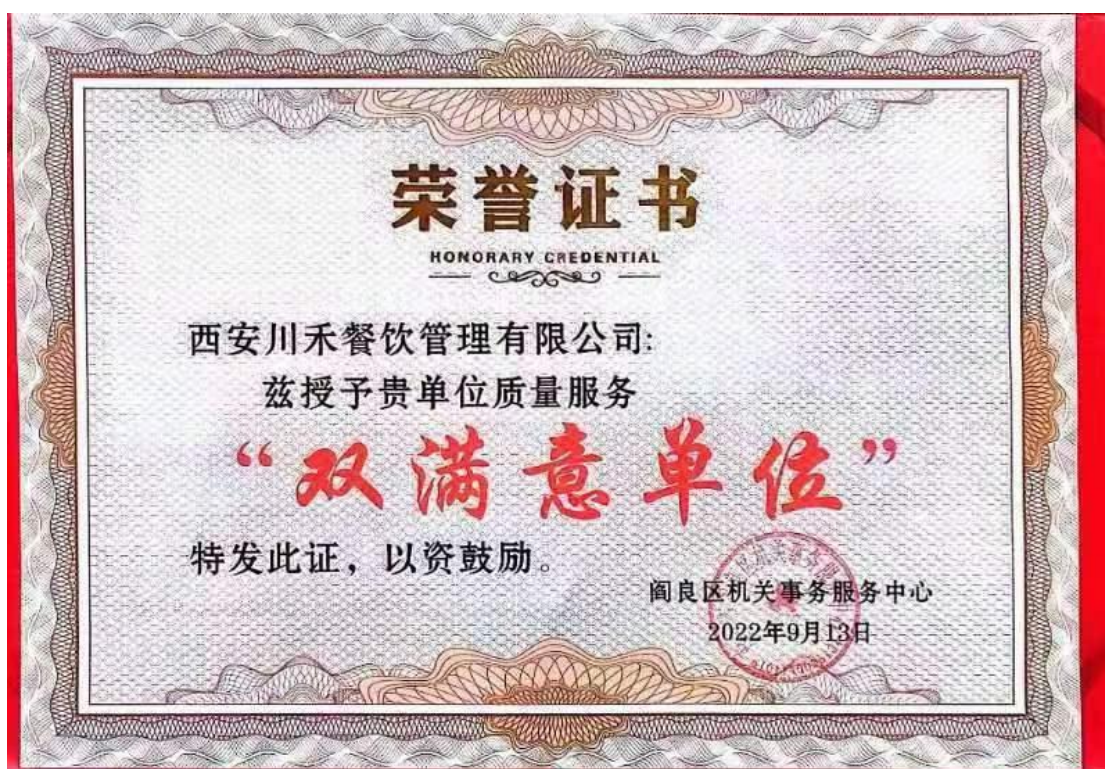 荣誉证书
HONORARY CREDENTIAL
西安川禾餐饮管理有限公司:
兹授予贵单位质量服务
“双满意单位”
特发此证，以资鼓励。
阎良区机关事务服务中心
2022年9月13日